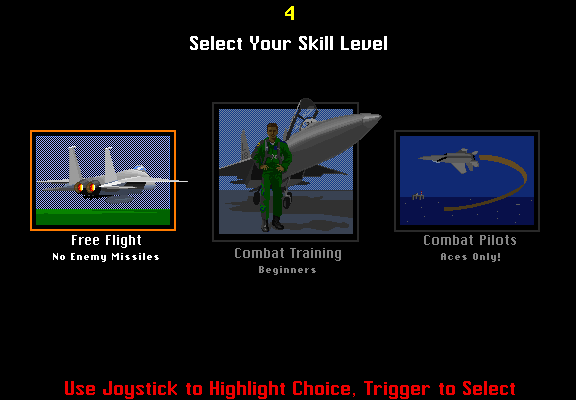 4
Select Your Skill Level
Free Flight
No Enemy Missiles
Combat Training
Beginners
Combat Pilots
Aces Only!
Use Joystick to Highlight Choice, Trigger to Select